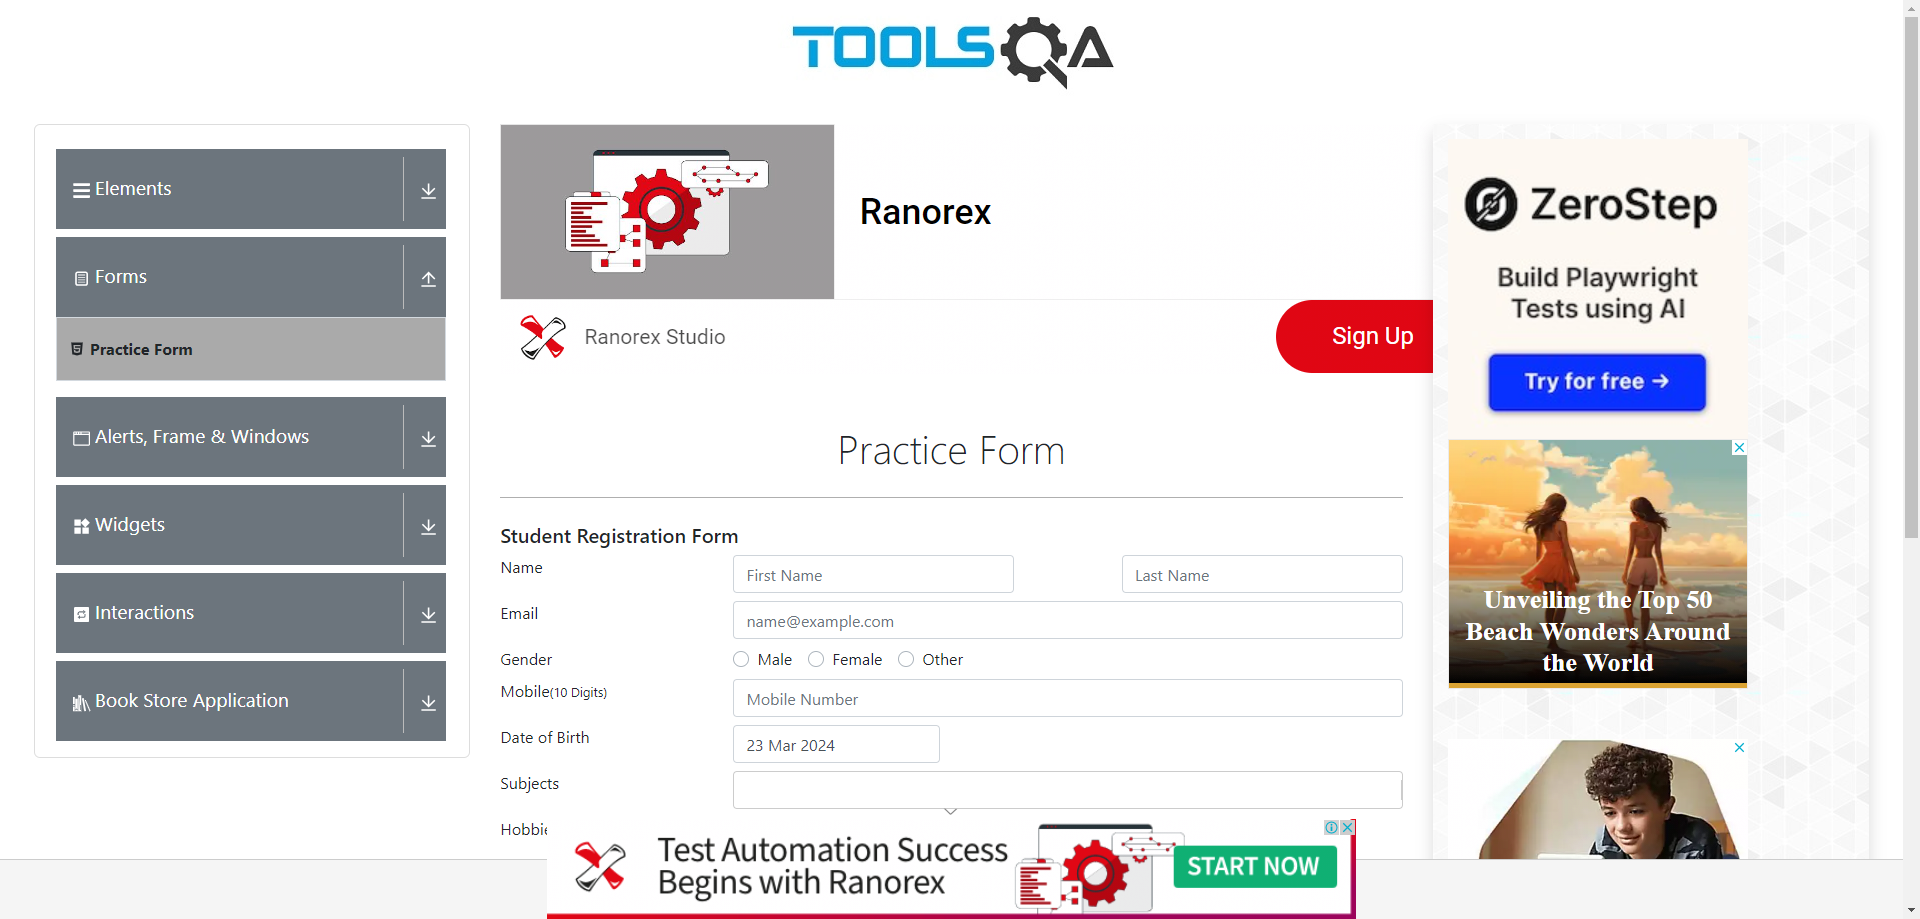 TOOLSQA
Elements
Forms
Practice Form
Alerts, Frame & Windows
Widgets
Interactions
Book Store Application
Ranorex
Ranorex Studio
Sign Up
Practice Form
Student Registration Form
Name
First Name
Last Name
Email
name@example.com
Gender
Male
Female
Other
Mobile(10 Digits)
Mobile Number
Date of Birth
23 Mar 2024
Subjects
Test Automation Success
Begins with Ranorex
START NOW
ZeroStep
Build Playwright
Tests using AI
Try for free →
Unveiling the Top 50
Beach Wonders Around
the World